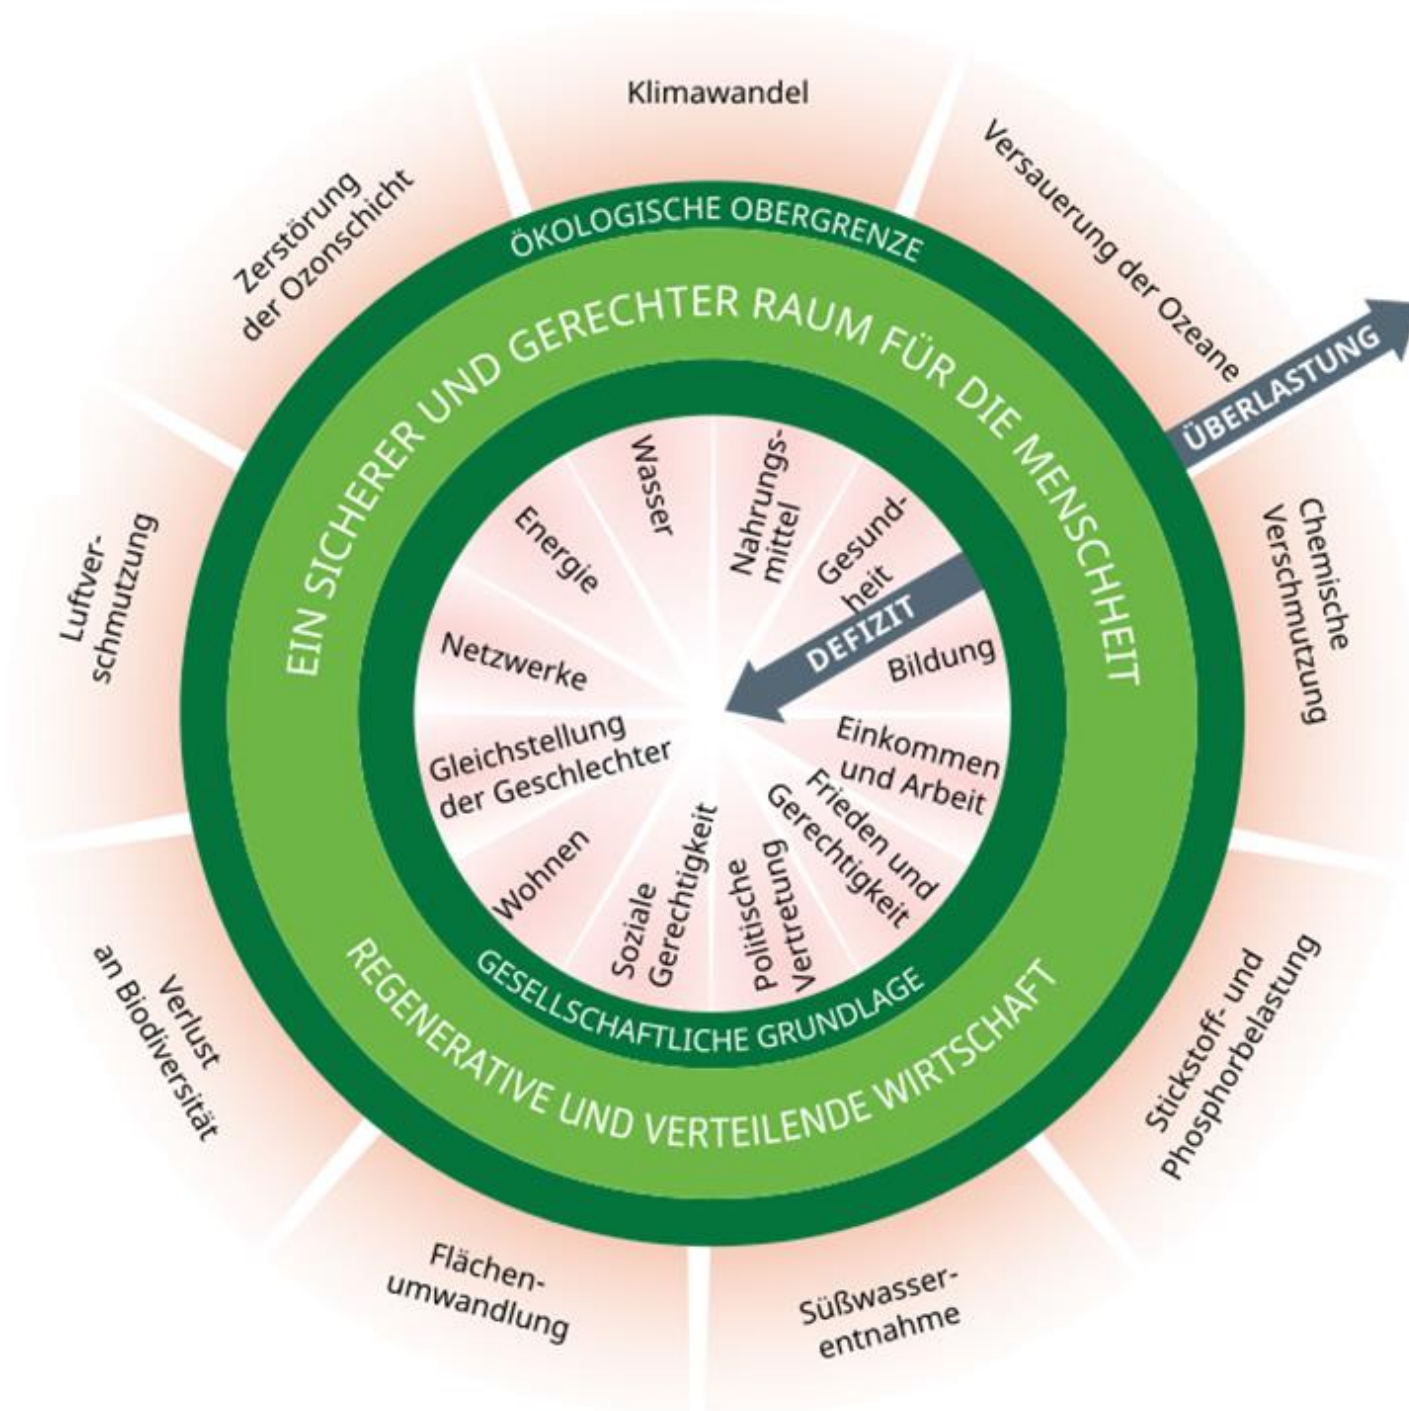 Klimawandel
Versauerung der Ozeane
ÜBERLASTUNG
Chemische
Verschmutzung
Stickstoff- und
Phosphorbelastung
Süßwasser-
entnahme
Flächen-
umwandlung
Verlust
an Biodiversität
Luftver-
schmutzung
Zerstörung
der Ozonschicht
ÖKOLOGISCHE OBERGRENZE
EIN SICHERER UND GERECHTER RAUM FÜR DIE MENSCHHEIT
Wasser
Nahrungs-
mittel
Gesund-
heit
DEFIZIT
Bildung
Einkommen
und Arbeit
Frieden und
Gerechtigkeit
Politische
Vertretung
Soziale
Gerechtigkeit
Wohnen
Gleichstellung
der Geschlechter
Netzwerke
Energie
GESELLSCHAFTLICHE GRUNDLAGE
REGENERATIVE UND VERTEILENDE WIRTSCHAFT